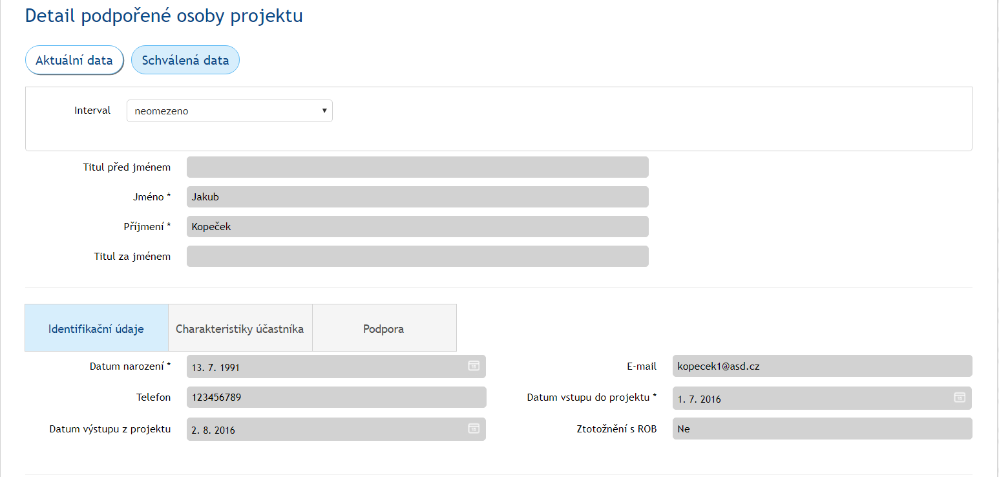 Detail podpořené osoby projektu
Aktuální data Schválená data
Interval neomezeno
Titul před jménem
Jméno * Jakub
Příjmení * Kopeček
Titul za jménem
Identifikační údaje Charakteristiky účastníka Podpora
Datum narození * 13. 7. 1991 E-mail kopecek1@asd.cz
Telefon 123456789 Datum vstupu do projektu * 1. 7. 2016
Datum výstupu z projektu 2. 8. 2016 Ztotožnění s ROB Ne